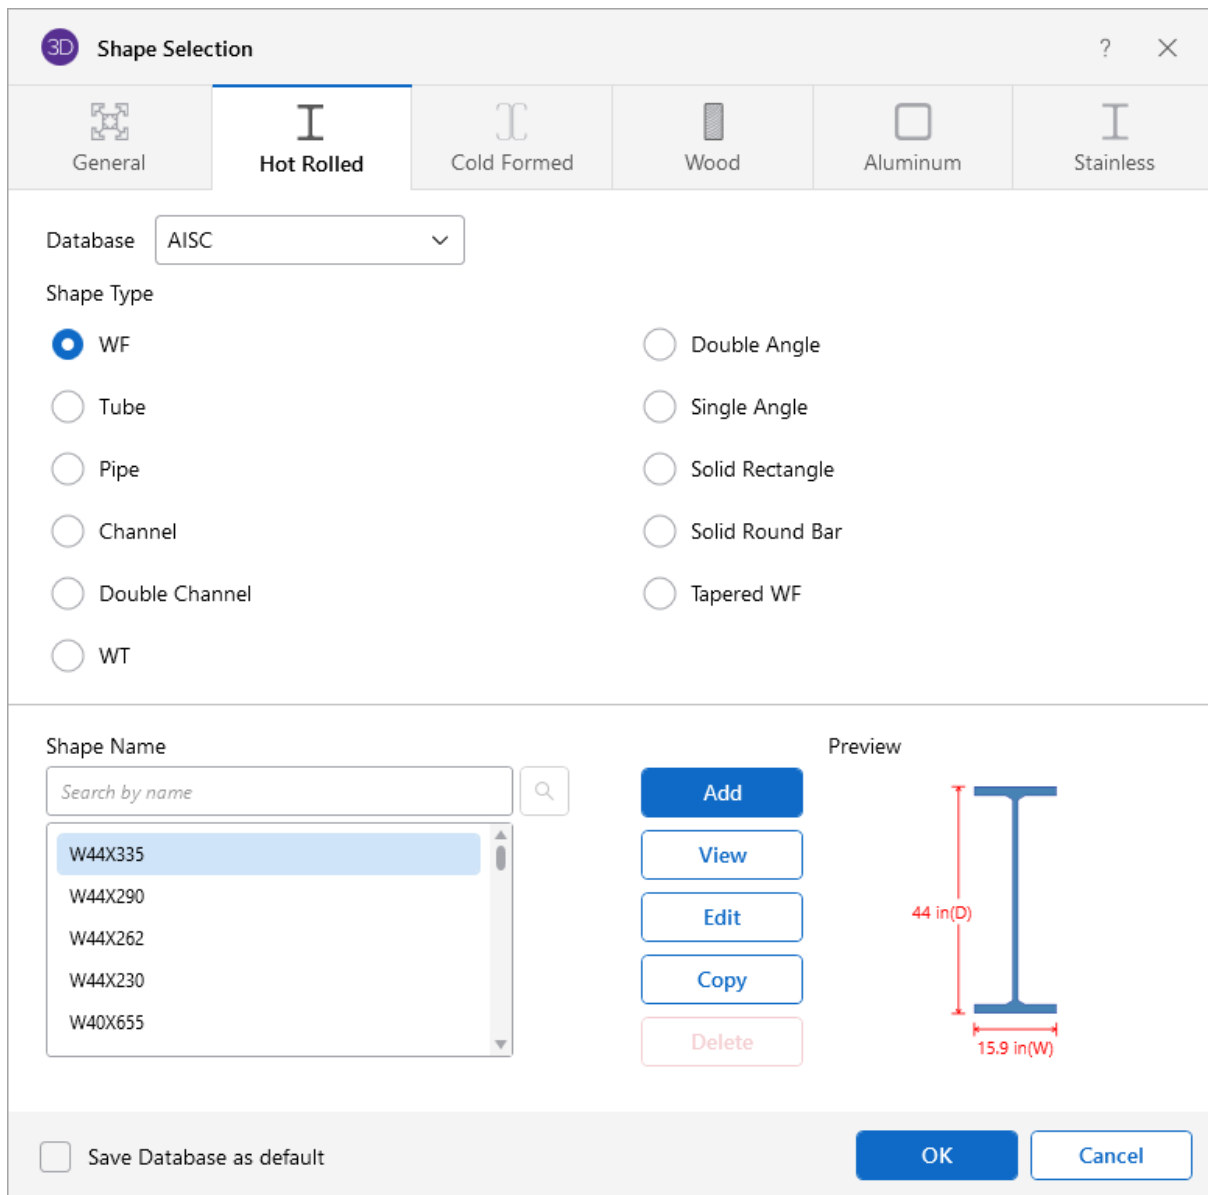 3D Shape Selection ?
General Hot Rolled Cold Formed Wood Aluminum Stainless
Database AISC
Shape Type
WF Double Angle
Tube Single Angle
Pipe Solid Rectangle
Channel Solid Round Bar
Double Channel Tapered WF
WT
Shape Name Preview
Search by name Add
W44X335 View
W44X290
W44X262 Edit
W44X230 Copy
W40X655 Delete
44 in(D)
15.9 in(W)
Save Database as default OK Cancel